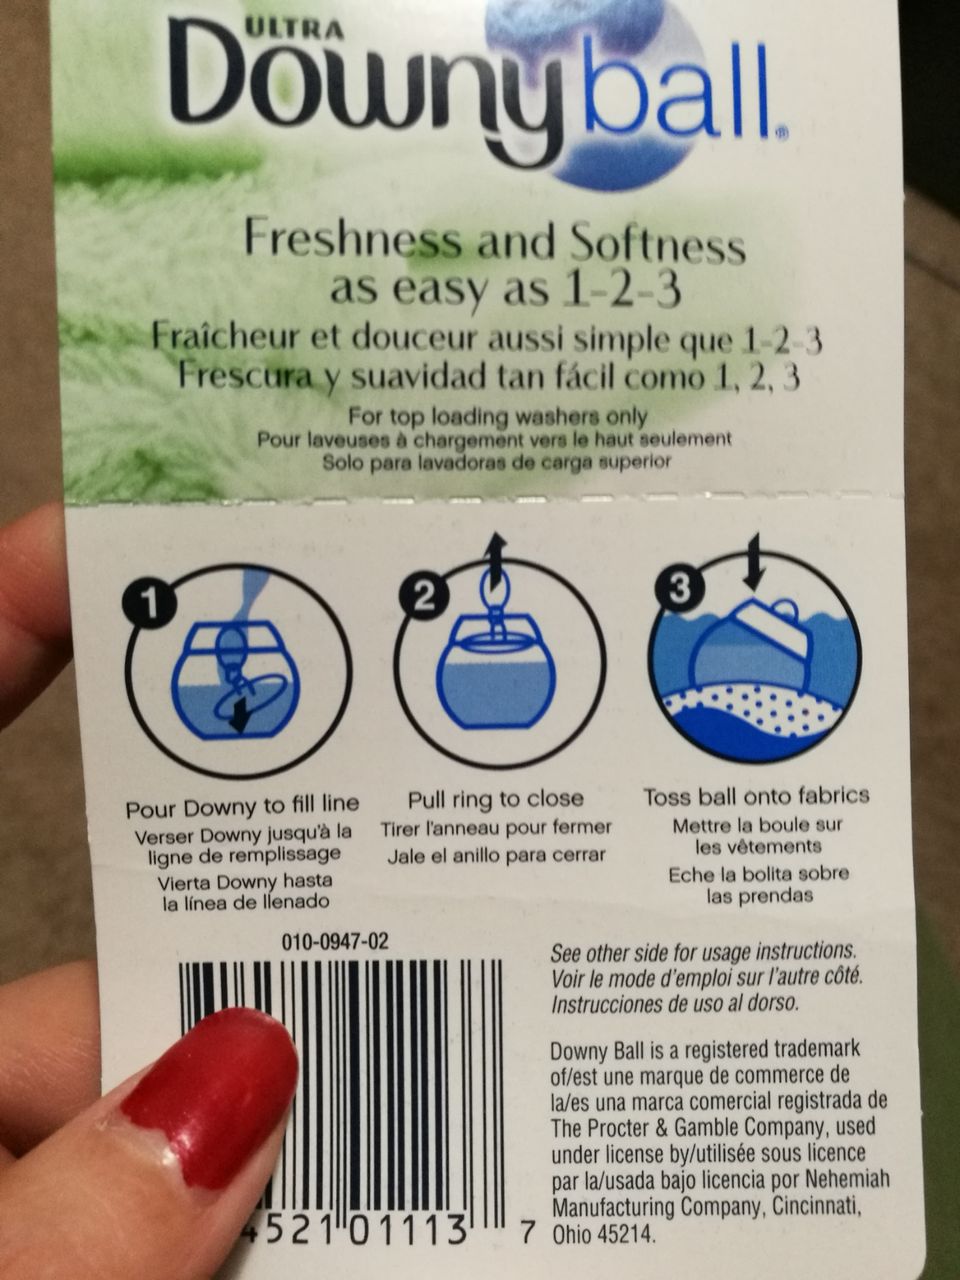 ULTRA
Downy ball®
Freshness and Softness
as easy as 1-2-3
Fraîcheur et douceur aussi simple que 1-2-3
Frescura y suavidad tan fácil como 1, 2, 3
For top loading washers only
Pour laveuses à chargement vers le haut seulement
Solo para lavadoras de carga superior
1
2
3
Pour Downy to fill line
Verser Downy jusqu'à la
ligne de remplissage
Vierta Downy hasta
la línea de llenado
Pull ring to close
Tirer l'anneau pour fermer
Jale el anillo para cerrar
Toss ball onto fabrics
Mettre la boule sur
les vêtements
Eche la bolita sobre
las prendas
010-0947-02
4521 01113 7
See other side for usage instructions.
Voir le mode d'emploi sur l'autre côté.
Instrucciones de uso al dorso.
Downy Ball is a registered trademark
of/est une marque de commerce de
la/es una marca comercial registrada de
The Procter & Gamble Company, used
under license by/utilisée sous licence
par la/usada bajo licencia por Nehemiah
Manufacturing Company, Cincinnati,
Ohio 45214.